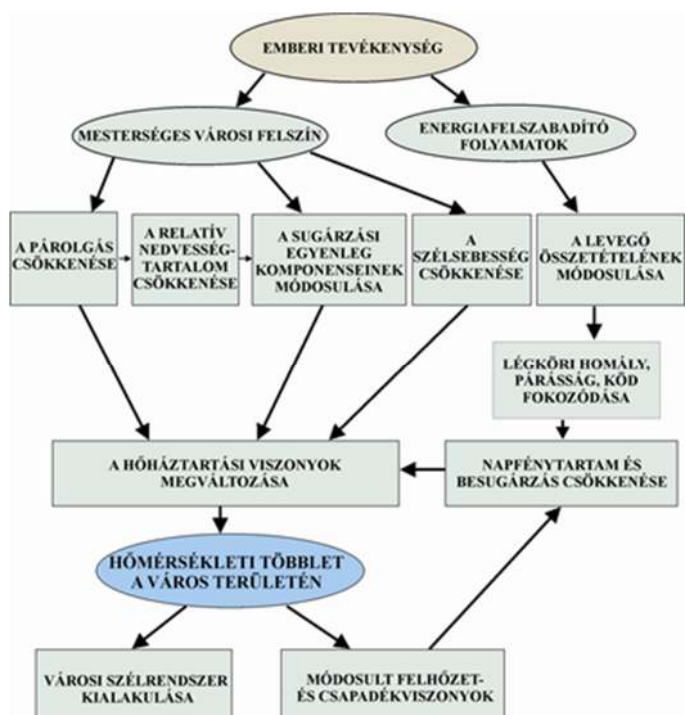 EMBERI TEVÉKENYSÉG
MESTERSÉGES VÁROSI FELSZÍN
ENERGIAFELSZABADÍTÓ
FOLYAMATOK
A PÁROLGÁS
CSÖKKENÉSE
A RELATÍV
NEDVESSÉG-
TARTALOM
CSÖKKENÉSE
A SUGÁRZÁSI
EGYENLEG
KOMPONENSEINEK
MÓDOSULÁSA
A
SZÉLSEBESSÉG
CSÖKKENÉSE
A LEVEGŐ
ÖSSZETÉTELÉNEK
MÓDOSULÁSA
LÉGKÖRI HOMÁLY,
PÁRÁSSÁG, KÖD
FOKOZÓDÁSA
A HŐHÁZTARTÁSI VISZONYOK
MEGVÁLTOZÁSA
NAPFÉNYTARTAM ÉS
BESUGÁRZÁS CSÖKKENÉSE
HŐMÉRSÉKLETI TÖBBLET
A VÁROS TERÜLETÉN
VÁROSI SZÉLRENDSZER
KIALAKULÁSA
MÓDOSULT FELHŐZET-
ÉS CSAPADÉKVISZONYOK